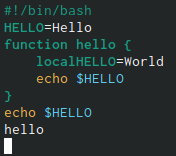 #!/bin/bash
HELLO=Hello
function hello {
    localHELLO=World
    echo $HELLO
}
echo $HELLO
hello